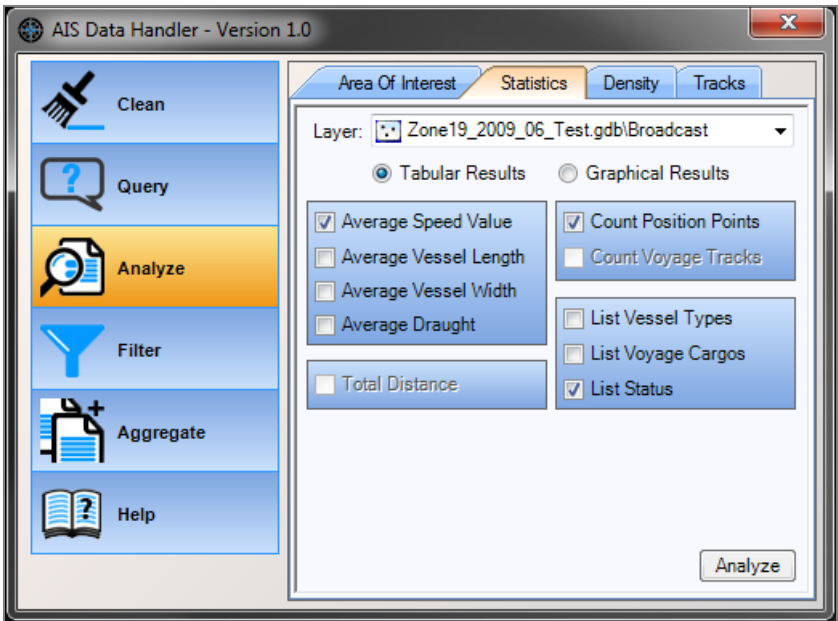 AIS Data Handler - Version 1.0
Clean
Query
Analyze
Filter
Aggregate
Help
Area Of Interest
Statistics
Density
Tracks
Layer: Zone19_2009_06_Test.gdb\Broadcast
Tabular Results
Graphical Results
Average Speed Value
Average Vessel Length
Average Vessel Width
Average Draught
Total Distance
Count Position Points
Count Voyage Tracks
List Vessel Types
List Voyage Cargos
List Status
Analyze